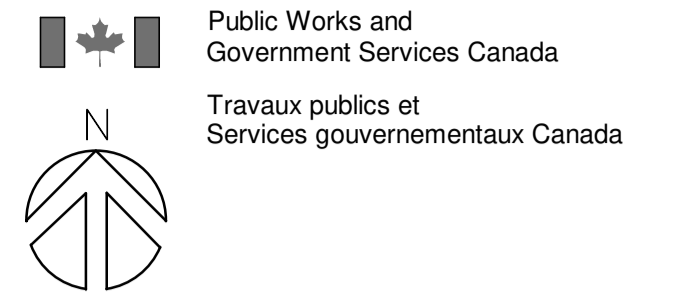 Public Works and
Government Services Canada
Travaux publics et
Services gouvernementaux Canada
N